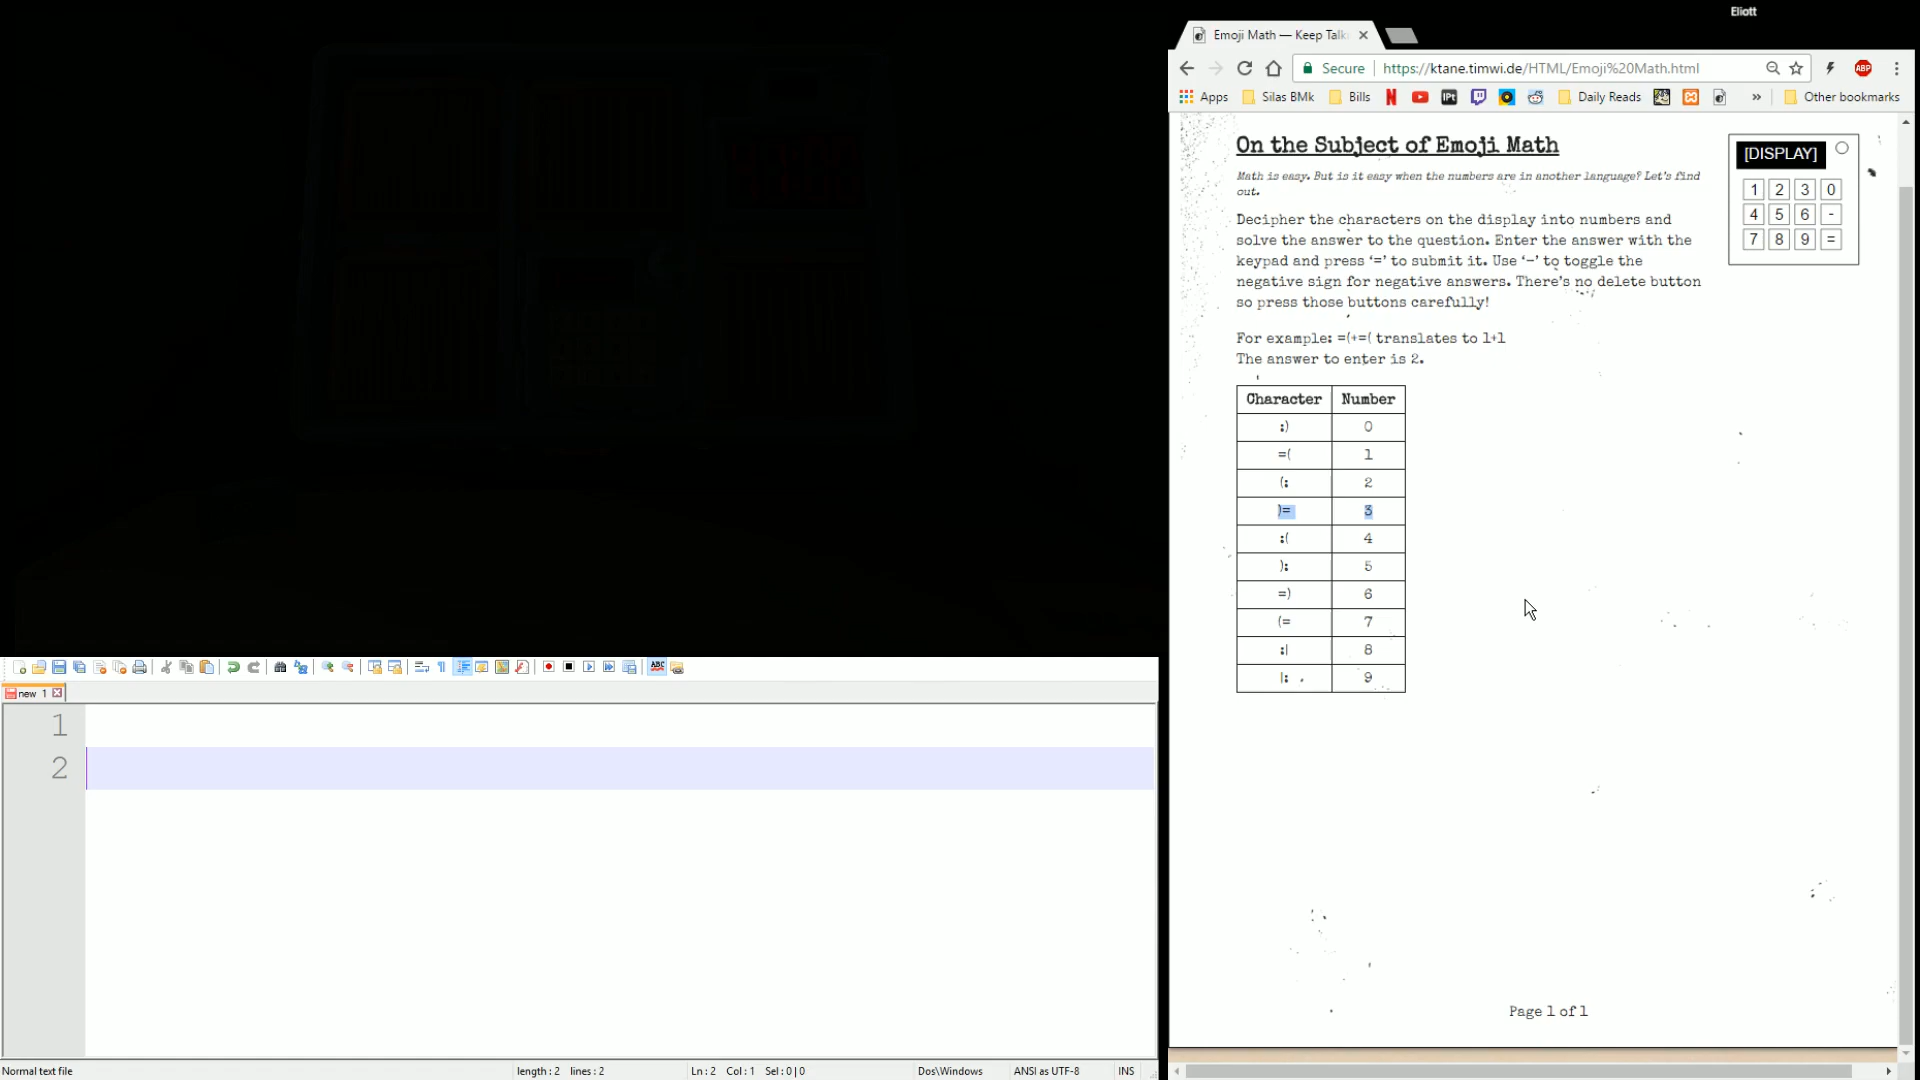 Eliott
Emoji Math — Keep Talk
Secure
https://ktane.timwi.de/HTML/Emoji%20Math.html
ABP
Apps
Silas BMk
Bills
IPt
Daily Reads
»
Other bookmarks
On the Subject of Emoji Math
Math is easy. But is it easy when the numbers are in another language? Let's find
out.
Decipher the characters on the display into numbers and
solve the answer to the question. Enter the answer with the
keypad and press ‘=’ to submit it. Use ‘-’ to toggle the
negative sign for negative answers. There's no delete button
so press those buttons carefully!
For example: =(+=( translates to 1+1
The answer to enter is 2.
[DISPLAY]
1 2 3 0
4 5 6 -
7 8 9 =
Character Number
:) 0
=( 1
(: 2
)= 3
:( 4
): 5
=) 6
(= 7
:| 8
|: 9
Page 1 of 1
ABC
new 1
1
2
Normal text file
length : 2 lines : 2
Ln : 2 Col : 1 Sel : 0 | 0
Dos\Windows
ANSI as UTF-8
INS